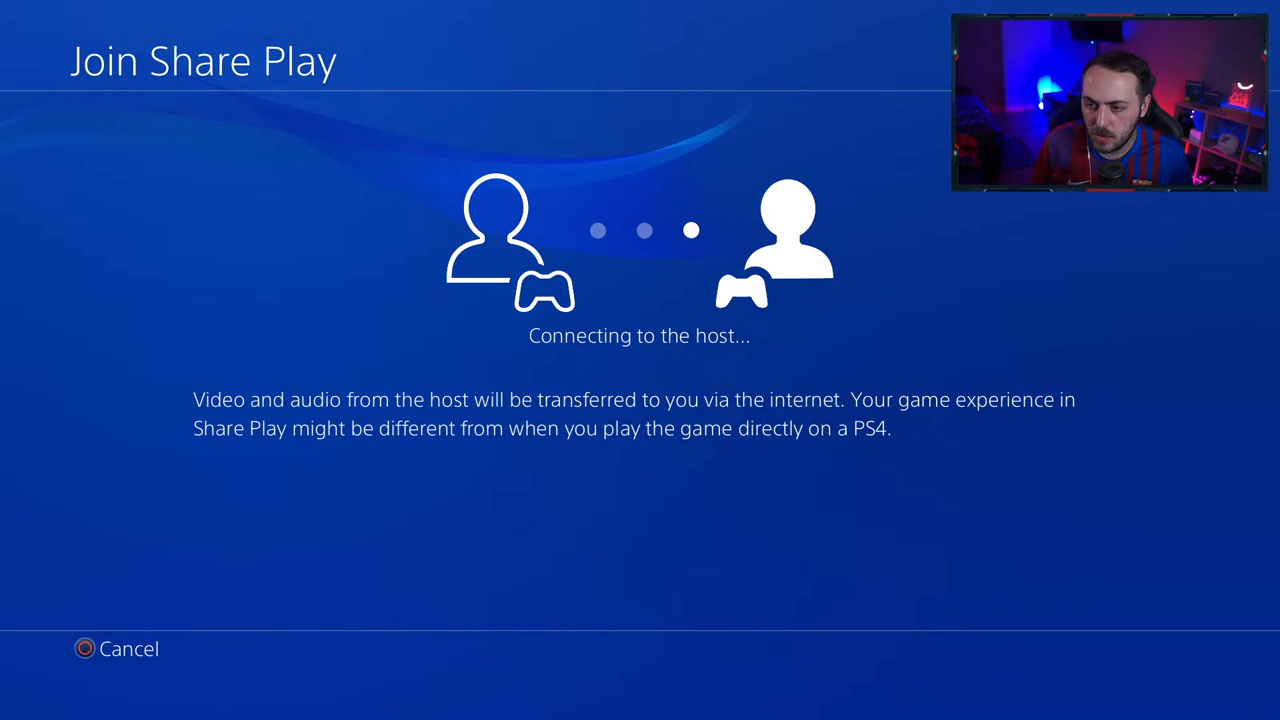 Join Share Play
Connecting to the host...
Video and audio from the host will be transferred to you via the internet. Your game experience in
Share Play might be different from when you play the game directly on a PS4.
Cancel